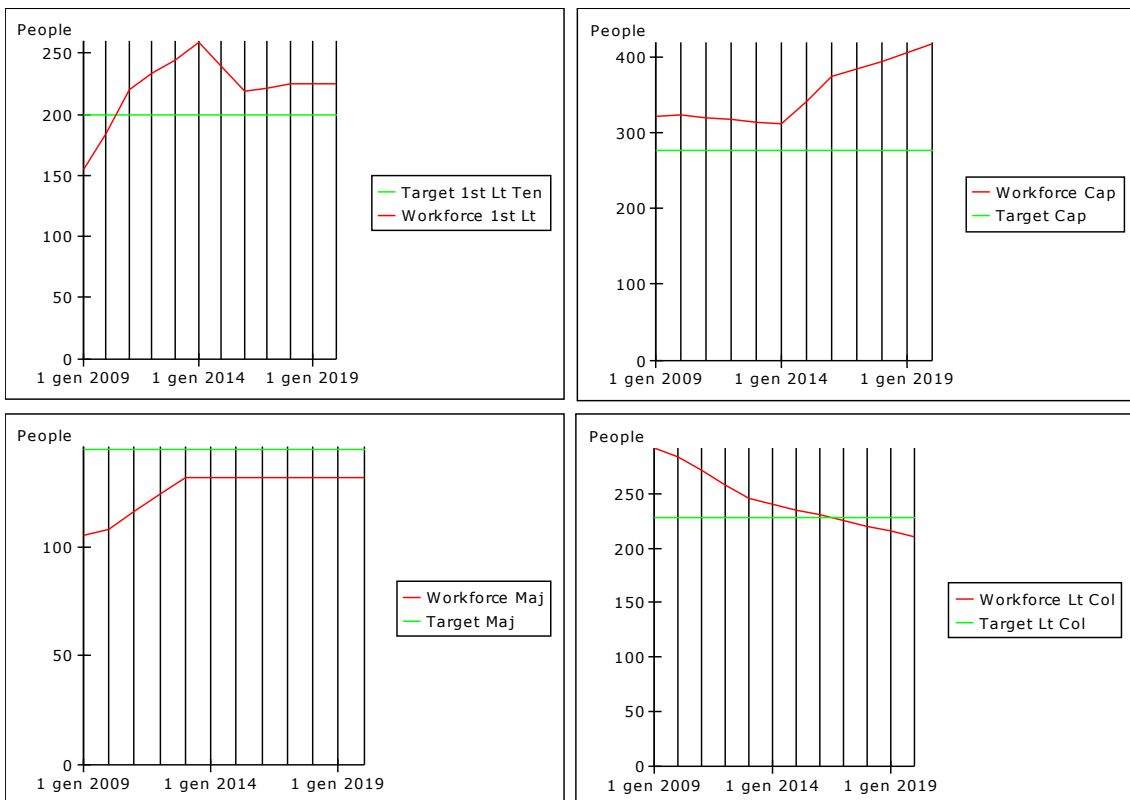 People
250
200
150
100
50
0
1 gen 2009 1 gen 2014 1 gen 2019
Target 1st Lt Ten
Workforce 1st Lt
People
400
300
200
100
0
1 gen 2009 1 gen 2014 1 gen 2019
Workforce Cap
Target Cap
People
100
50
0
1 gen 2009 1 gen 2014 1 gen 2019
Workforce Maj
Target Maj
People
250
200
150
100
50
0
1 gen 2009 1 gen 2014 1 gen 2019
Workforce Lt Col
Target Lt Col